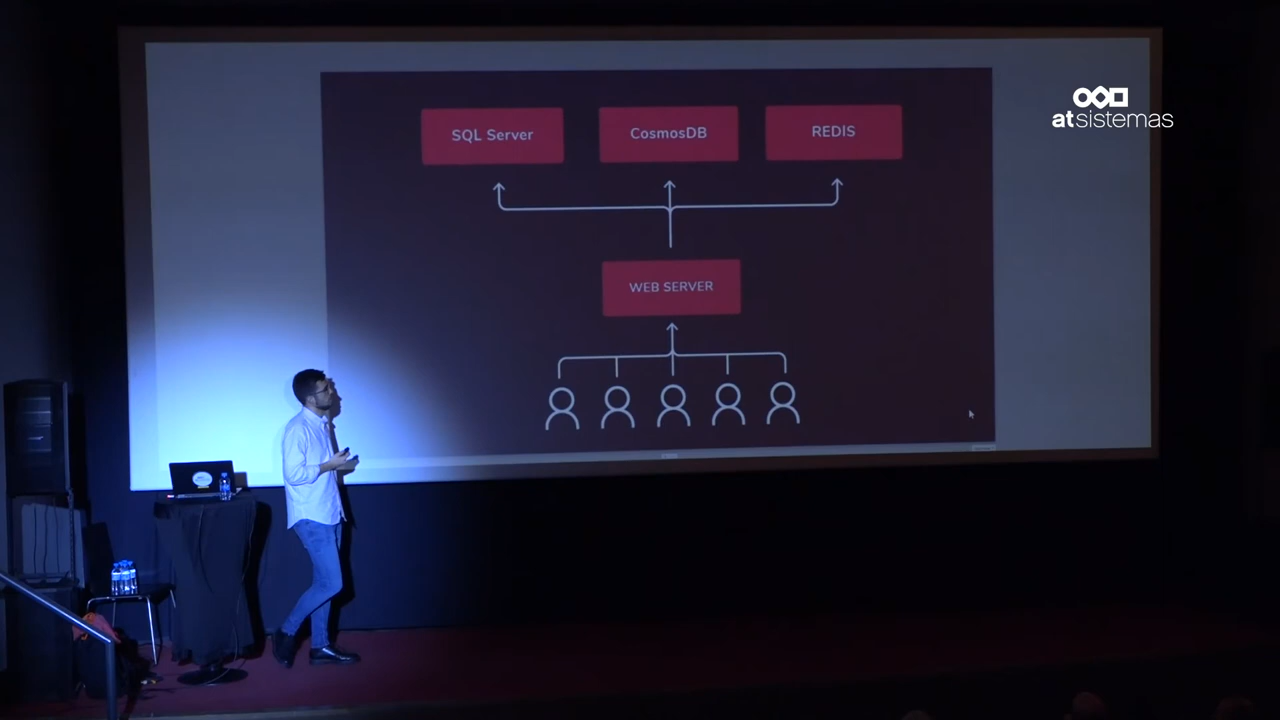 SQL Server
CosmosDB
REDIS
WEB SERVER
atsistemas